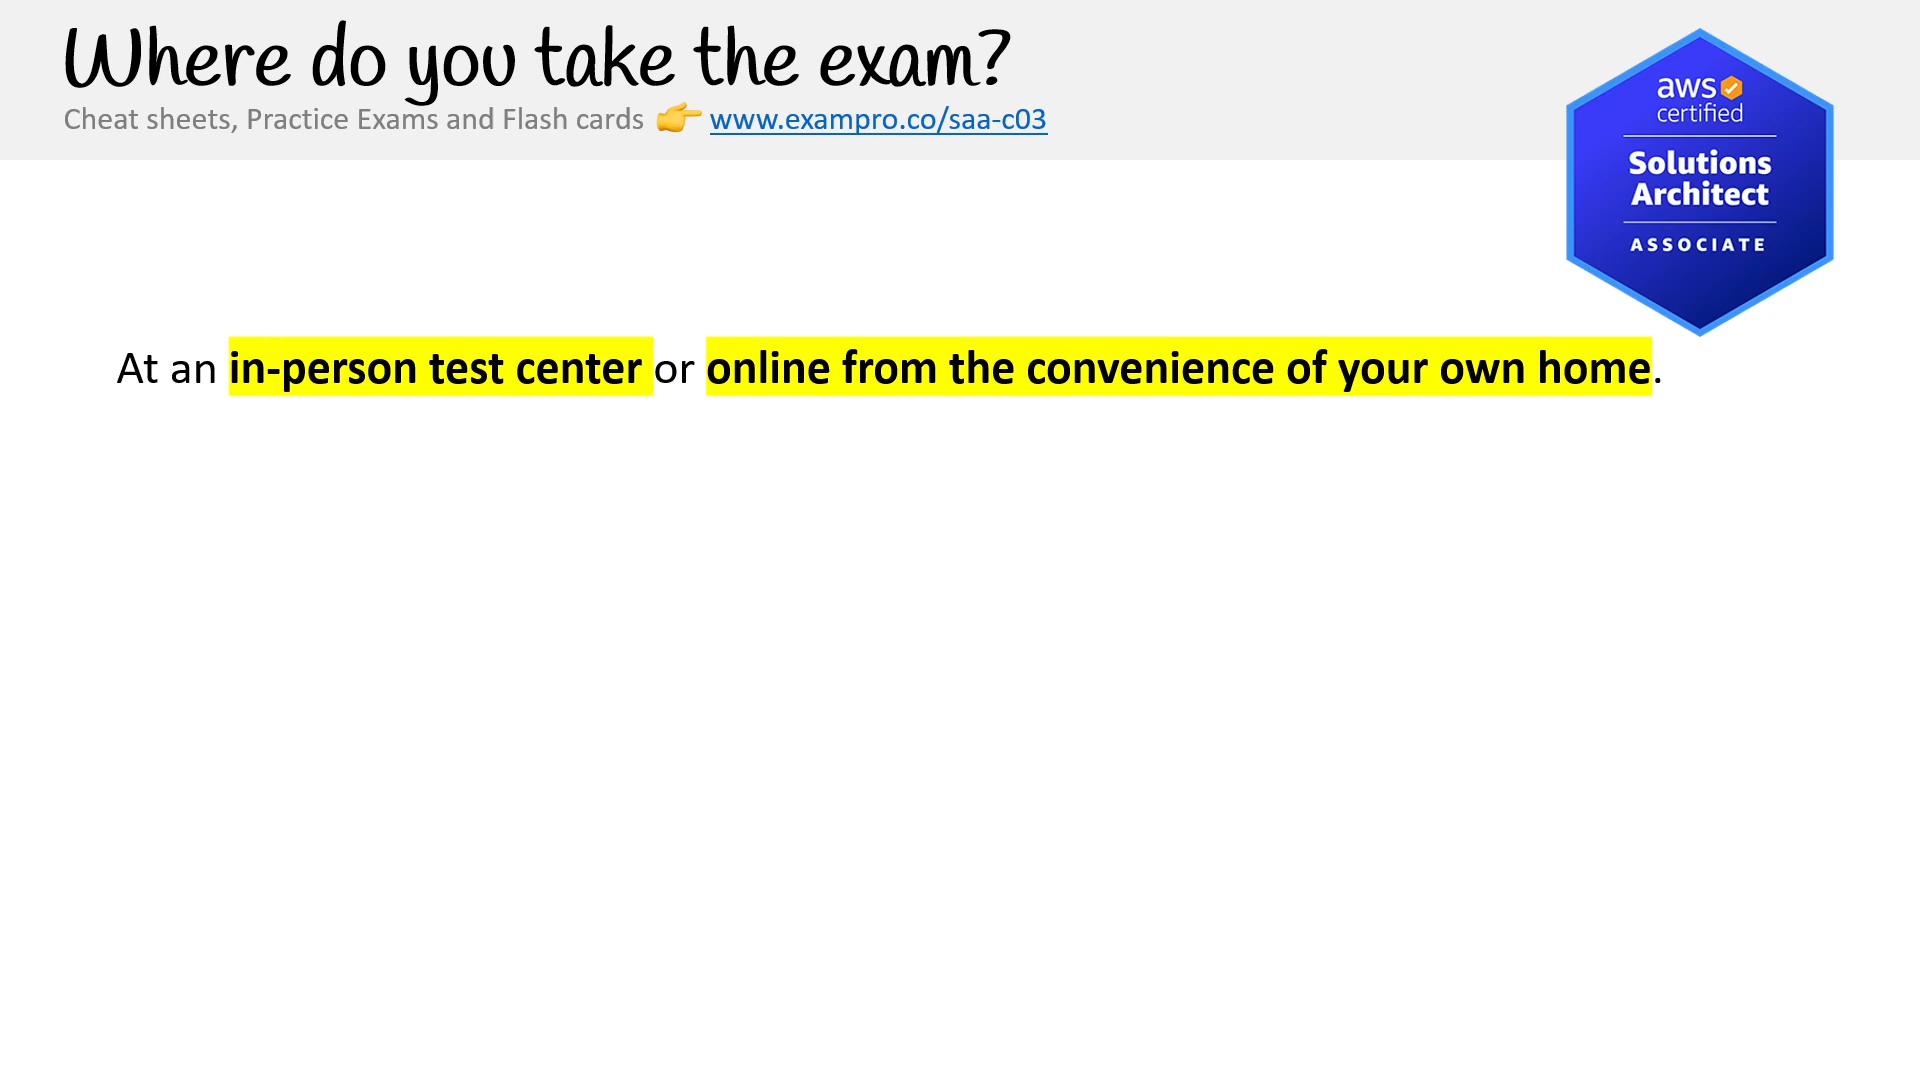 Where do you take the exam?
Cheat sheets, Practice Exams and Flash cards 👉 www.exampro.co/saa-c03
aws
certified
Solutions
Architect
ASSOCIATE
At an in-person test center or online from the convenience of your own home.